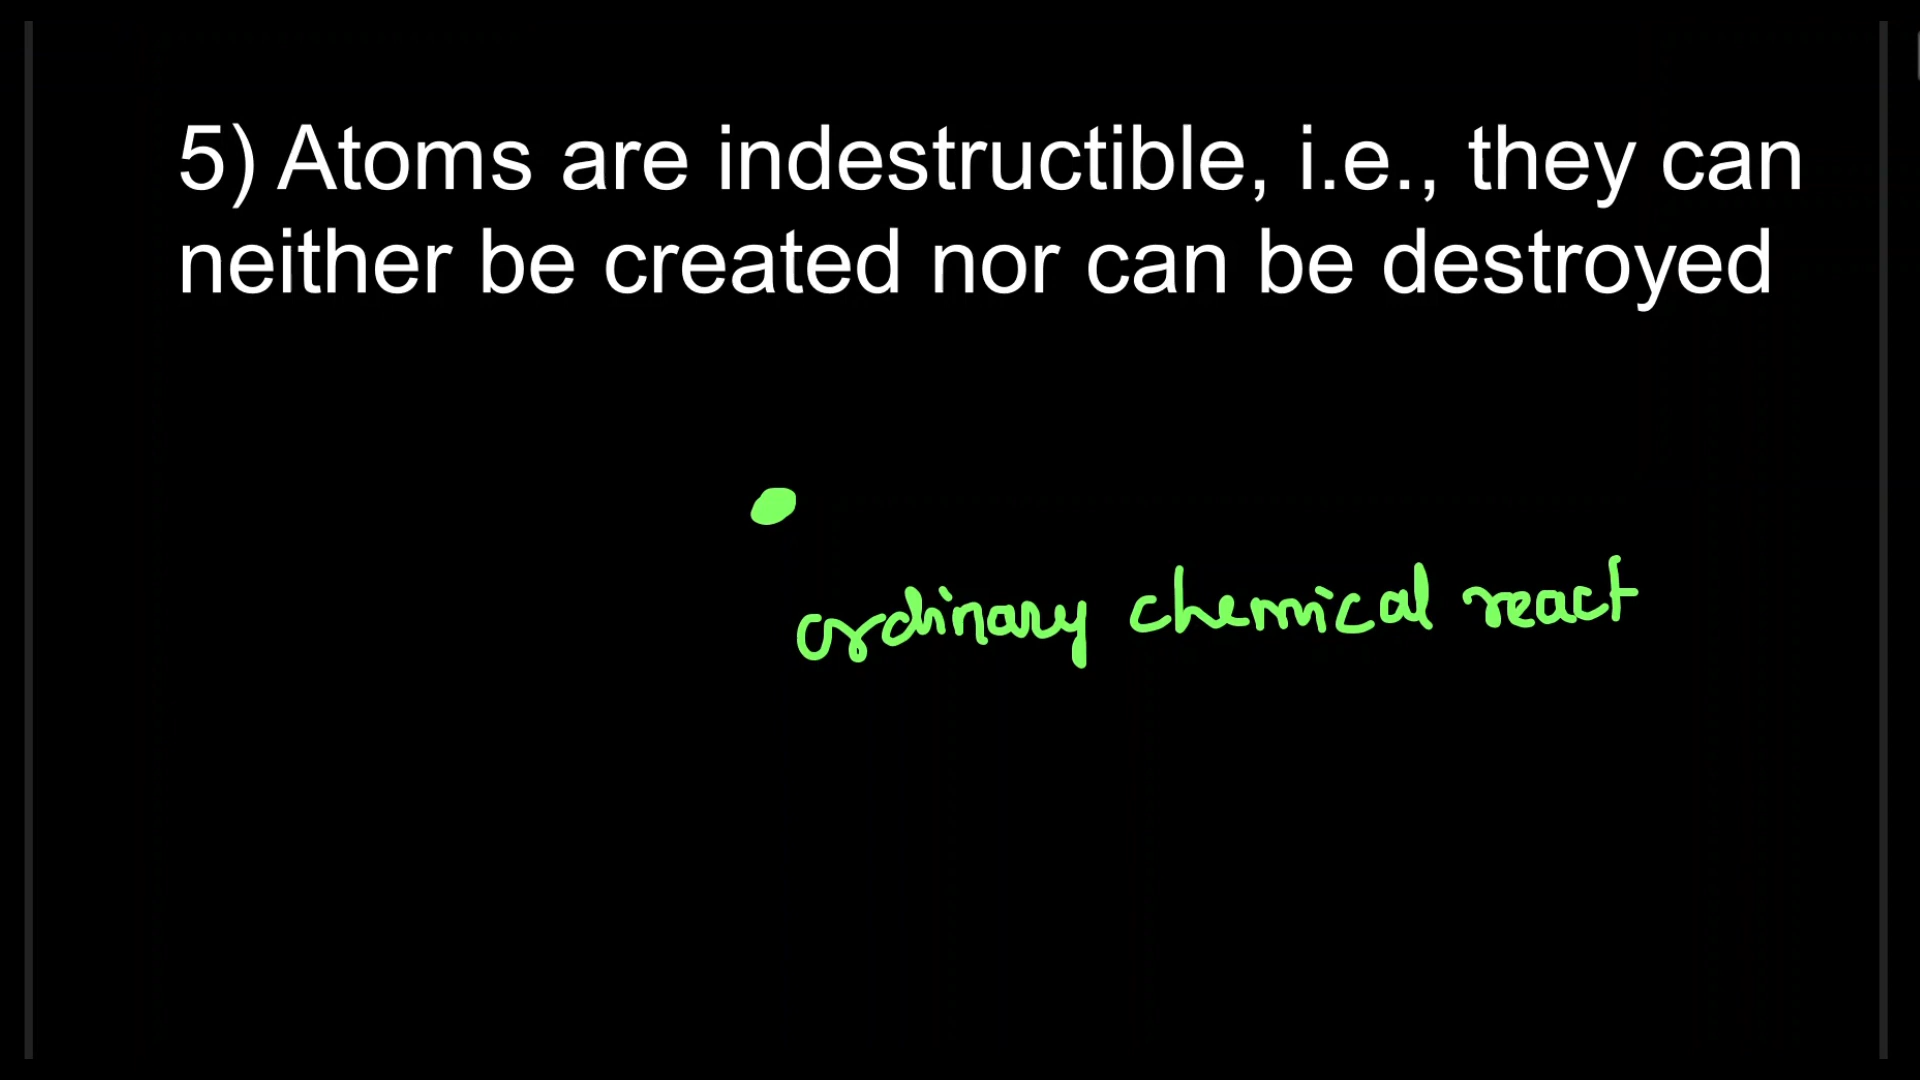 5) Atoms are indestructible, i.e., they can
neither be created nor can be destroyed
ordinary chemical react